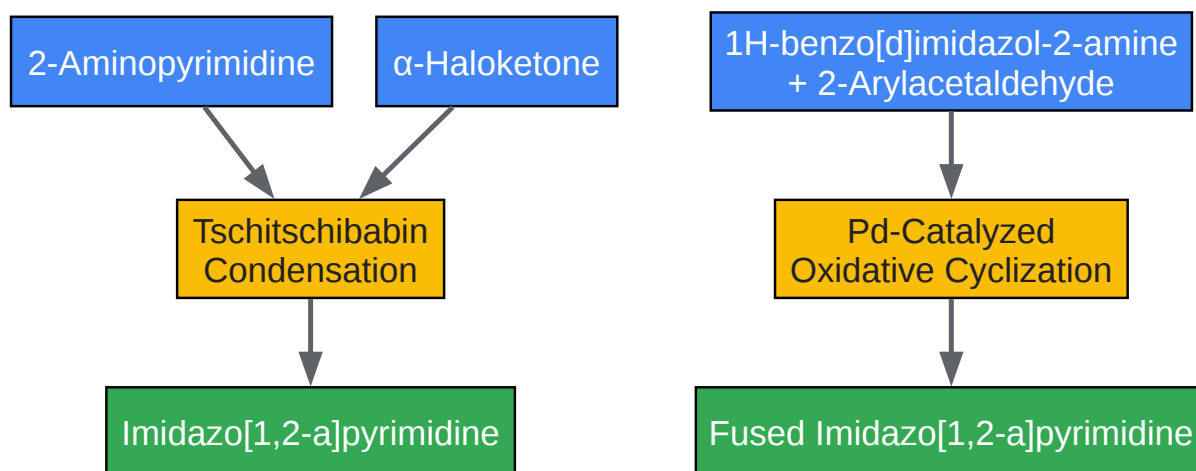 2-Aminopyrimidine
α-Haloketone
Tschitschibabin
Condensation
Imidazo[1,2-a]pyrimidine
1H-benzo[d]imidazol-2-amine
+ 2-Arylacetaldehyde
Pd-Catalyzed
Oxidative Cyclization
Fused Imidazo[1,2-a]pyrimidine